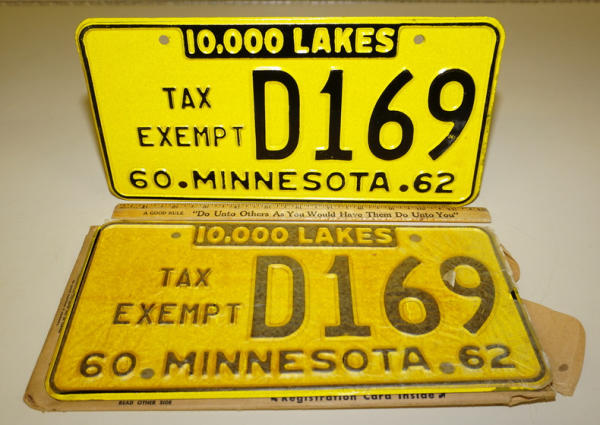 10,000 LAKES
TAX
EXEMPT
D169
60. MINNESOTA. 62
A GOOD RULE "Do Unto Others As You Would Have Them Do Unto You"
10,000 LAKES
TAX
EXEMPT
D169
60. MINNESOTA. 62
READ OTHER SIDE
Registration Card Inside